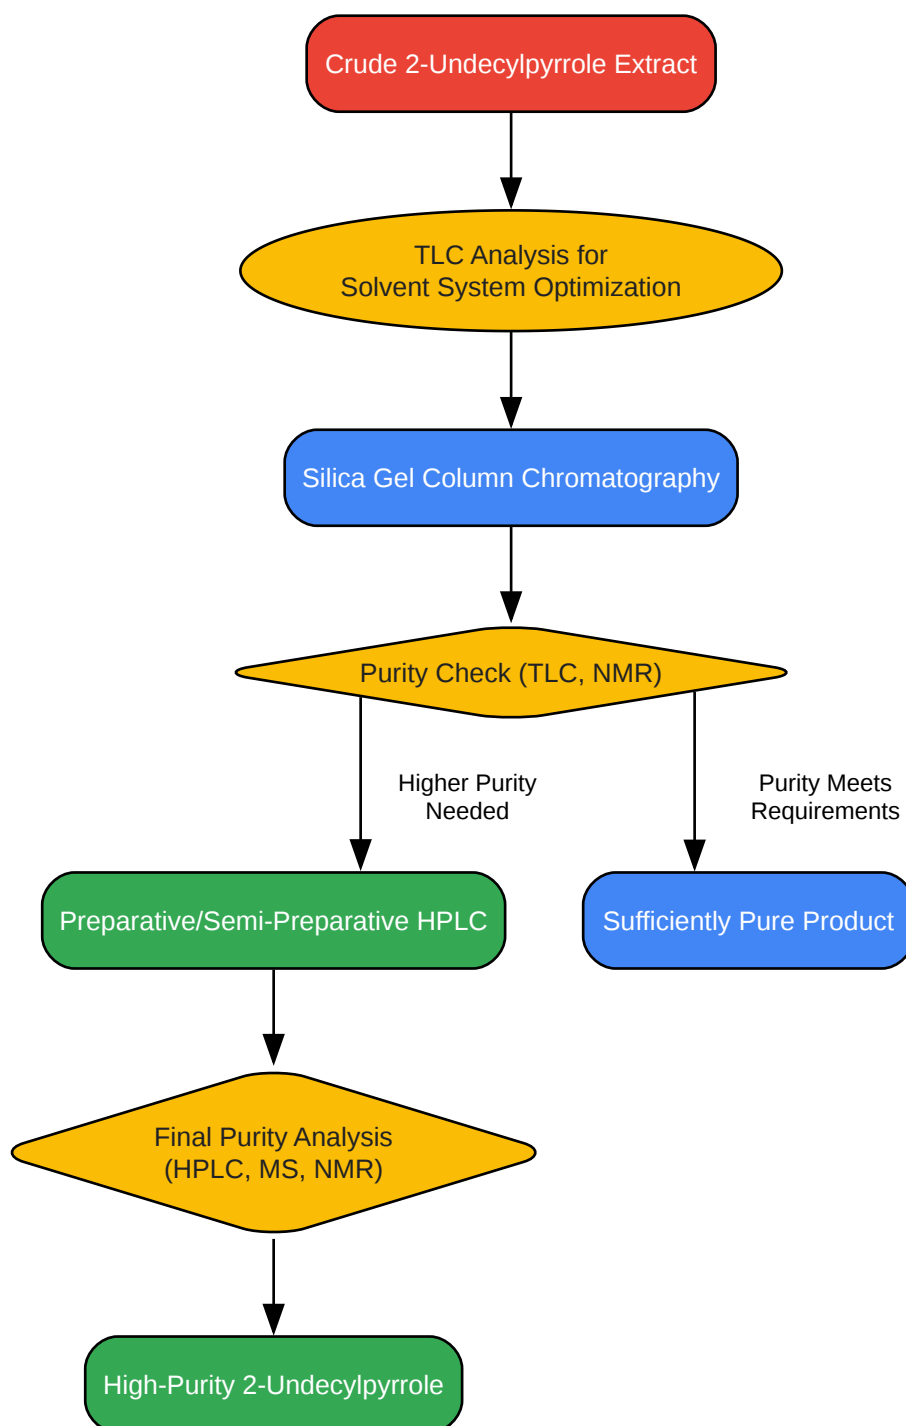 Crude 2-Undecylpyrrole Extract
TLC Analysis for
Solvent System Optimization
Silica Gel Column Chromatography
Purity Check (TLC, NMR)
Higher Purity
Needed
Purity Meets
Requirements
Preparative/Semi-Preparative HPLC
Sufficiently Pure Product
Final Purity Analysis
(HPLC, MS, NMR)
High-Purity 2-Undecylpyrrole